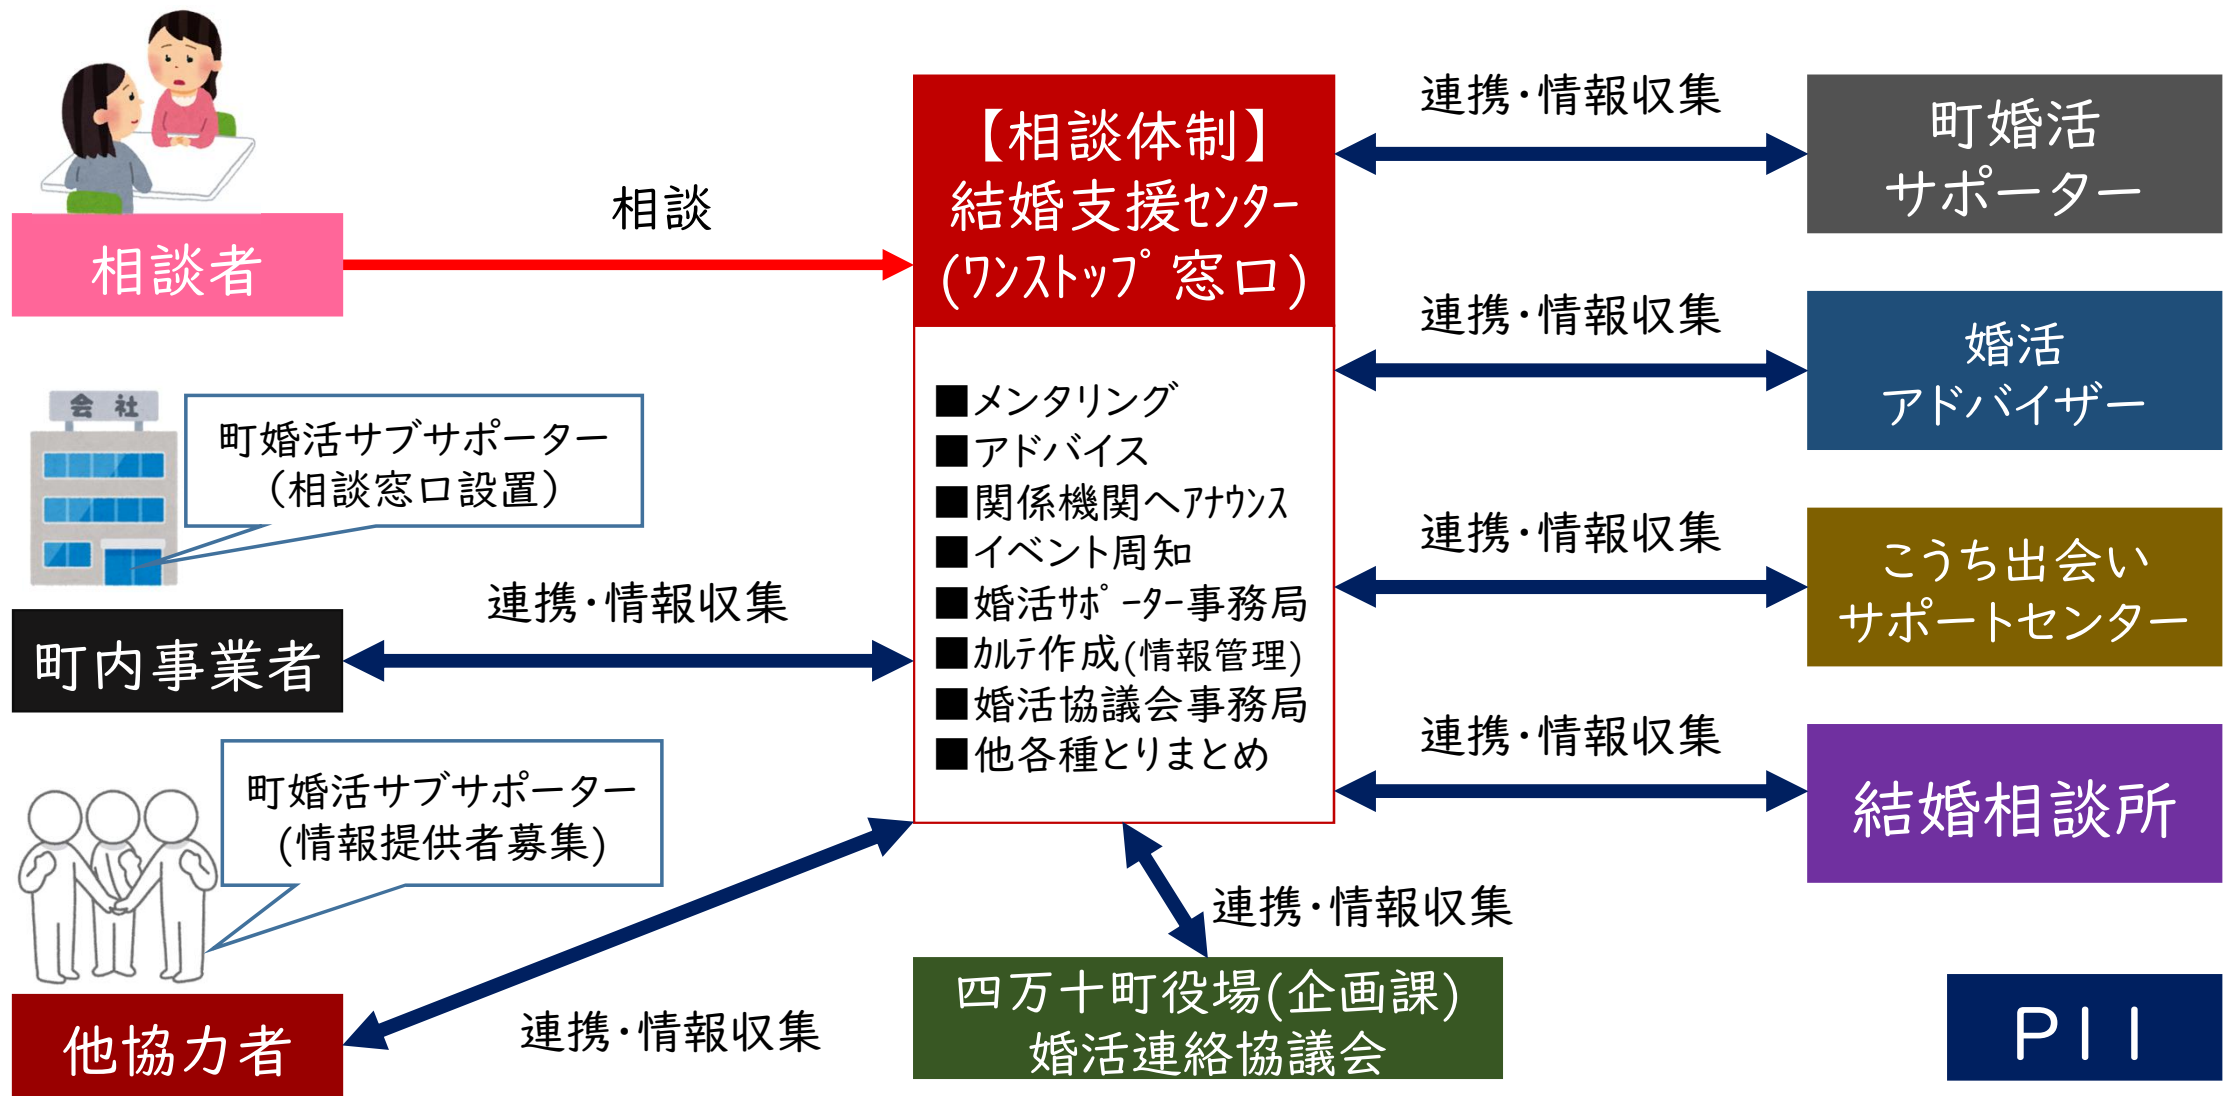 相談者
相談
会社
町婚活サブサポーター
(相談窓口設置)
連携・情報収集
町内事業者
町婚活サブサポーター
(情報提供者募集)
他協力者
連携・情報収集
【相談体制】
結婚支援ｾﾝﾀｰ
(ﾜﾝｽﾄｯﾌﾟ窓口)
■メンタリング
■アドバイス
■関係機関へｱﾅｳﾝｽ
■イベント周知
■婚活ｻﾎﾟｰﾀｰ事務局
■ｶﾙﾃ作成(情報管理)
■婚活協議会事務局
■他各種とりまとめ
連携・情報収集
四万十町役場(企画課)
婚活連絡協議会
連携・情報収集
町婚活
サポーター
連携・情報収集
婚活
アドバイザー
連携・情報収集
こうち出会い
サポートセンター
連携・情報収集
結婚相談所
P11